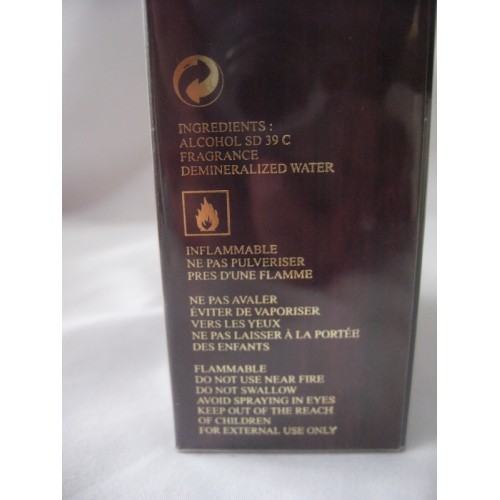 INGREDIENTS :
ALCOHOL SD 39 C
FRAGRANCE
DEMINERALIZED WATER
INFLAMMABLE
NE PAS PULVERISER
PRES D'UNE FLAMME
NE PAS AVALER
ÉVITER DE VAPORISER
VERS LES YEUX
NE PAS LAISSER À LA PORTÉE
DES ENFANTS
FLAMMABLE
DO NOT USE NEAR FIRE
DO NOT SWALLOW
AVOID SPRAYING IN EYES
KEEP OUT OF THE REACH
OF CHILDREN
FOR EXTERNAL USE ONLY